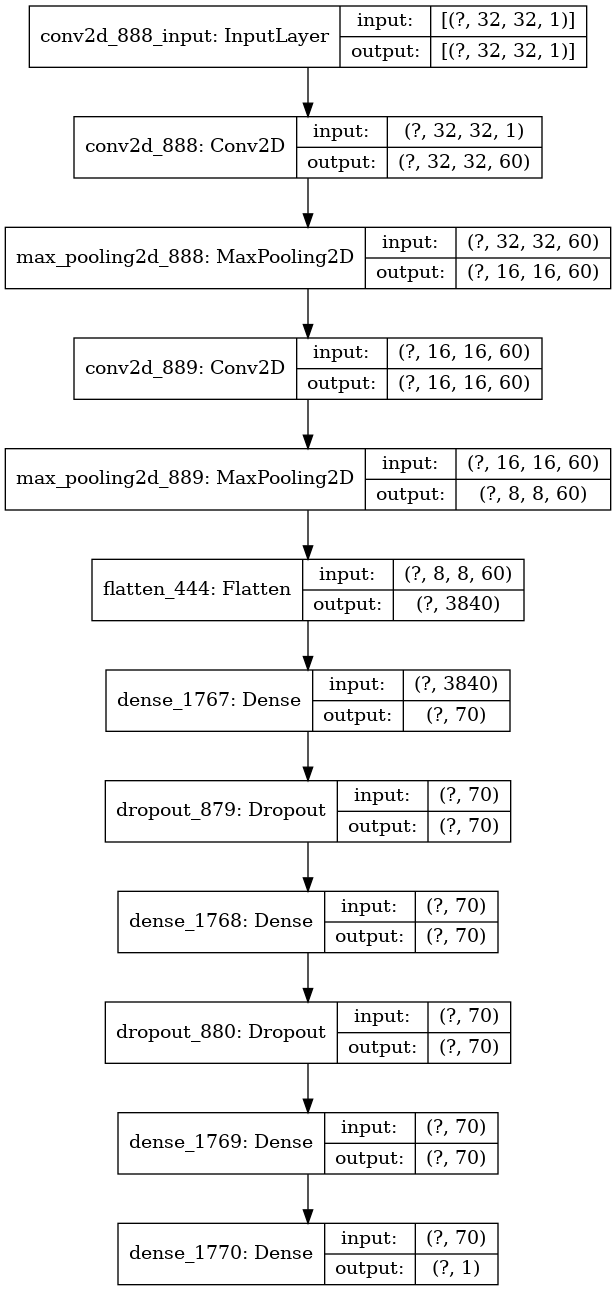 conv2d_888_input: InputLayer
input: [(?, 32, 32, 1)]
output: [(?, 32, 32, 1)]
conv2d_888: Conv2D
input: (?, 32, 32, 1)
output: (?, 32, 32, 60)
max_pooling2d_888: MaxPooling2D
input: (?, 32, 32, 60)
output: (?, 16, 16, 60)
conv2d_889: Conv2D
input: (?, 16, 16, 60)
output: (?, 16, 16, 60)
max_pooling2d_889: MaxPooling2D
input: (?, 16, 16, 60)
output: (?, 8, 8, 60)
flatten_444: Flatten
input: (?, 8, 8, 60)
output: (?, 3840)
dense_1767: Dense
input: (?, 3840)
output: (?, 70)
dropout_879: Dropout
input: (?, 70)
output: (?, 70)
dense_1768: Dense
input: (?, 70)
output: (?, 70)
dropout_880: Dropout
input: (?, 70)
output: (?, 70)
dense_1769: Dense
input: (?, 70)
output: (?, 70)
dense_1770: Dense
input: (?, 70)
output: (?, 1)